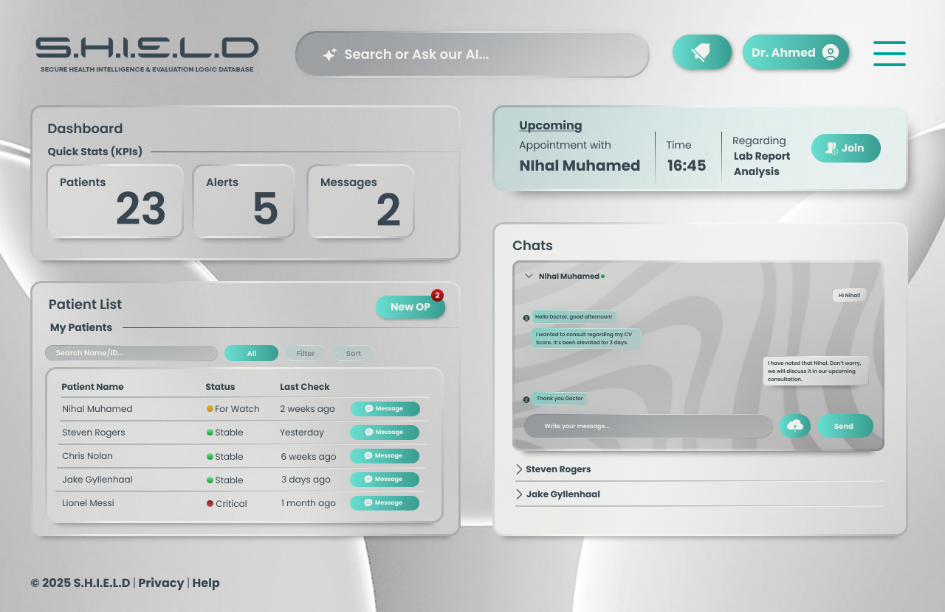 S.H.I.E.L.D
SECURE HEALTH INTELLIGENCE & EVALUATION LOGIC DATABASE
Search or Ask our AI...
Dr. Ahmed
Dashboard
Quick Stats (KPIs)
Patients
23
Alerts
5
Messages
2
Upcoming
Appointment with
NIhal Muhamed
Time
16:45
Regarding
Lab Report
Analysis
Join
Patient List
New OP
2
My Patients
Search Name/ID...
All
Filter
Sort
Patient Name Status Last Check
Nihal Muhamed For Watch 2 weeks ago Message
Steven Rogers Stable Yesterday Message
Chris Nolan Stable 6 weeks ago Message
Jake Gyllenhaal Stable 3 days ago Message
Lionel Messi Critical 1 month ago Message
Chats
Nihal Muhamed
Hi Nihal!
Hello Doctor, good afternoon!
I wanted to consult regarding my CV
Score. It's been elevated for 3 days.
I have noted that Nihal. Don't worry,
we will discuss it in our upcoming
consultation.
Thank you Doctor
Write your message...
Send
Steven Rogers
Jake Gyllenhaal
© 2025 S.H.I.E.L.D | Privacy | Help